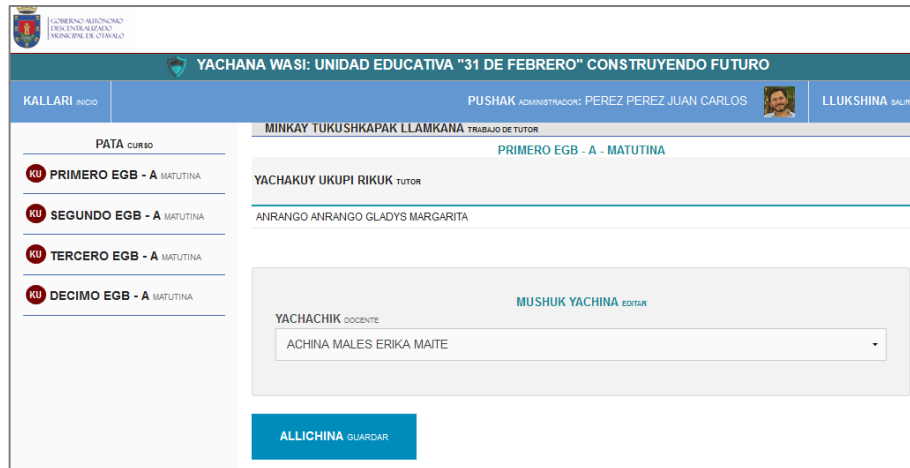 GOBIERNO AUTÓNOMO
DESCENTRALIZADO
MUNICIPAL DE OTAVALO
YACHANA WASI: UNIDAD EDUCATIVA "31 DE FEBRERO" CONSTRUYENDO FUTURO
KALLARI INICIO
PUSHAK ADMINISTRADOR: PEREZ PEREZ JUAN CARLOS
LLUKSHINA SALIR
PATA CURSO
KU PRIMERO EGB - A MATUTINA
KU SEGUNDO EGB - A MATUTINA
KU TERCERO EGB - A MATUTINA
KU DECIMO EGB - A MATUTINA
MINKAY TUKUSHKAPAK LLAMKANA TRABAJO DE TUTOR
PRIMERO EGB - A - MATUTINA
YACHAKUY UKUPI RIKUK TUTOR
ANRANGO ANRANGO GLADYS MARGARITA
MUSHUK YACHINA EDITAR
YACHACHIK DOCENTE
ACHINA MALES ERIKA MAITE
ALLICHINA GUARDAR